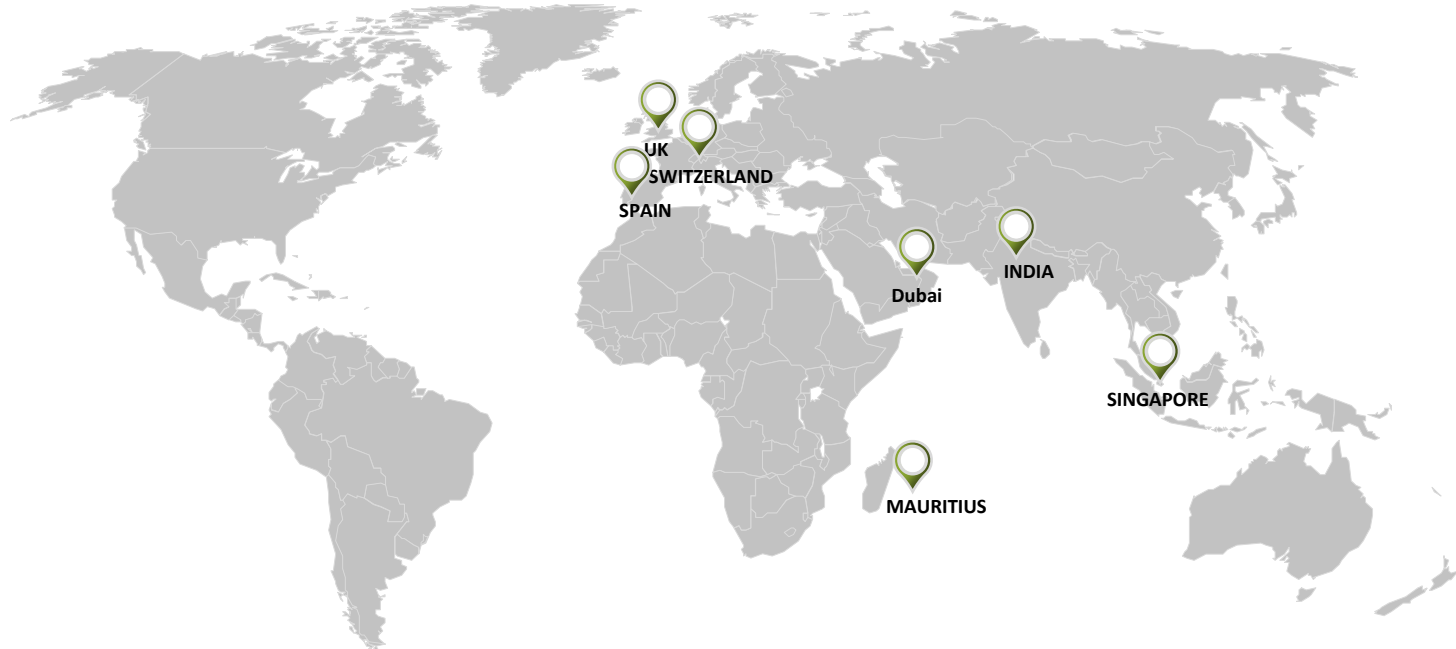 UK
SWITZERLAND
SPAIN
INDIA
Dubai
SINGAPORE
MAURITIUS